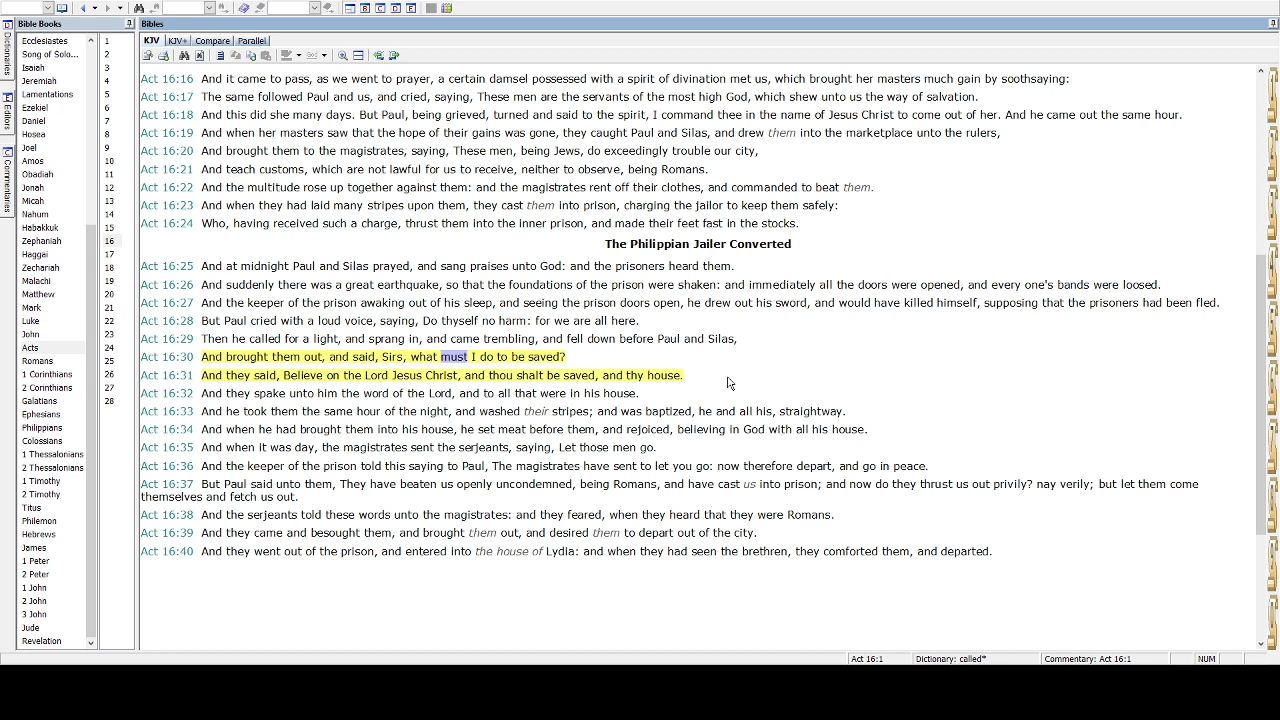 Bible Books
Bibles
Dictionaries
Editors
Commentaries
KJV KJV+ Compare Parallel
Ecclesiastes
Song of Solo...
Isaiah
Jeremiah
Lamentations
Ezekiel
Daniel
Hosea
Joel
Amos
Obadiah
Jonah
Micah
Nahum
Habakkuk
Zephaniah
Haggai
Zechariah
Malachi
Matthew
Mark
Luke
John
Acts
Romans
1 Corinthians
2 Corinthians
Galatians
Ephesians
Philippians
Colossians
1 Thessalonians
2 Thessalonians
1 Timothy
2 Timothy
Titus
Philemon
Hebrews
James
1 Peter
2 Peter
1 John
2 John
3 John
Jude
Revelation
1
2
3
4
5
6
7
8
9
10
11
12
13
14
15
16
17
18
19
20
21
22
23
24
25
26
27
28
Act 16:16 And it came to pass, as we went to prayer, a certain damsel possessed with a spirit of divination met us, which brought her masters much gain by soothsaying:
Act 16:17 The same followed Paul and us, and cried, saying, These men are the servants of the most high God, which shew unto us the way of salvation.
Act 16:18 And this did she many days. But Paul, being grieved, turned and said to the spirit, I command thee in the name of Jesus Christ to come out of her. And he came out the same hour.
Act 16:19 And when her masters saw that the hope of their gains was gone, they caught Paul and Silas, and drew them into the marketplace unto the rulers,
Act 16:20 And brought them to the magistrates, saying, These men, being Jews, do exceedingly trouble our city,
Act 16:21 And teach customs, which are not lawful for us to receive, neither to observe, being Romans.
Act 16:22 And the multitude rose up together against them: and the magistrates rent off their clothes, and commanded to beat them.
Act 16:23 And when they had laid many stripes upon them, they cast them into prison, charging the jailor to keep them safely:
Act 16:24 Who, having received such a charge, thrust them into the inner prison, and made their feet fast in the stocks.
The Philippian Jailer Converted
Act 16:25 And at midnight Paul and Silas prayed, and sang praises unto God: and the prisoners heard them.
Act 16:26 And suddenly there was a great earthquake, so that the foundations of the prison were shaken: and immediately all the doors were opened, and every one's bands were loosed.
Act 16:27 And the keeper of the prison awaking out of his sleep, and seeing the prison doors open, he drew out his sword, and would have killed himself, supposing that the prisoners had been fled.
Act 16:28 But Paul cried with a loud voice, saying, Do thyself no harm: for we are all here.
Act 16:29 Then he called for a light, and sprang in, and came trembling, and fell down before Paul and Silas,
Act 16:30 And brought them out, and said, Sirs, what must I do to be saved?
Act 16:31 And they said, Believe on the Lord Jesus Christ, and thou shalt be saved, and thy house.
Act 16:32 And they spake unto him the word of the Lord, and to all that were in his house.
Act 16:33 And he took them the same hour of the night, and washed their stripes; and was baptized, he and all his, straightway.
Act 16:34 And when he had brought them into his house, he set meat before them, and rejoiced, believing in God with all his house.
Act 16:35 And when it was day, the magistrates sent the serjeants, saying, Let those men go.
Act 16:36 And the keeper of the prison told this saying to Paul, The magistrates have sent to let you go: now therefore depart, and go in peace.
Act 16:37 But Paul said unto them, They have beaten us openly uncondemned, being Romans, and have cast us into prison; and now do they thrust us out privily? nay verily; but let them come
themselves and fetch us out.
Act 16:38 And the serjeants told these words unto the magistrates: and they feared, when they heard that they were Romans.
Act 16:39 And they came and besought them, and brought them out, and desired them to depart out of the city.
Act 16:40 And they went out of the prison, and entered into the house of Lydia: and when they had seen the brethren, they comforted them, and departed.
Act 16:1 Dictionary: called* Commentary: Act 16:1 NUM